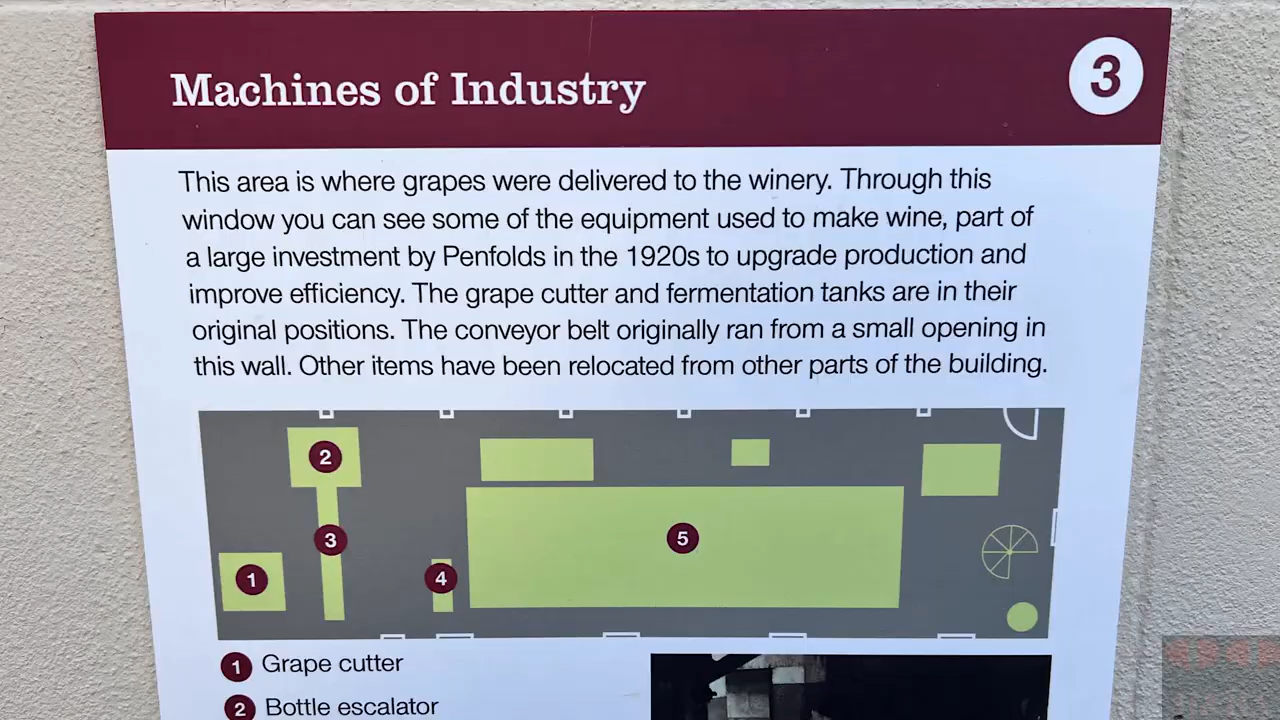 Machines of Industry
3
This area is where grapes were delivered to the winery. Through this
window you can see some of the equipment used to make wine, part of
a large investment by Penfolds in the 1920s to upgrade production and
improve efficiency. The grape cutter and fermentation tanks are in their
original positions. The conveyor belt originally ran from a small opening in
this wall. Other items have been relocated from other parts of the building.
2
3
5
1
4
1 Grape cutter
2 Bottle escalator